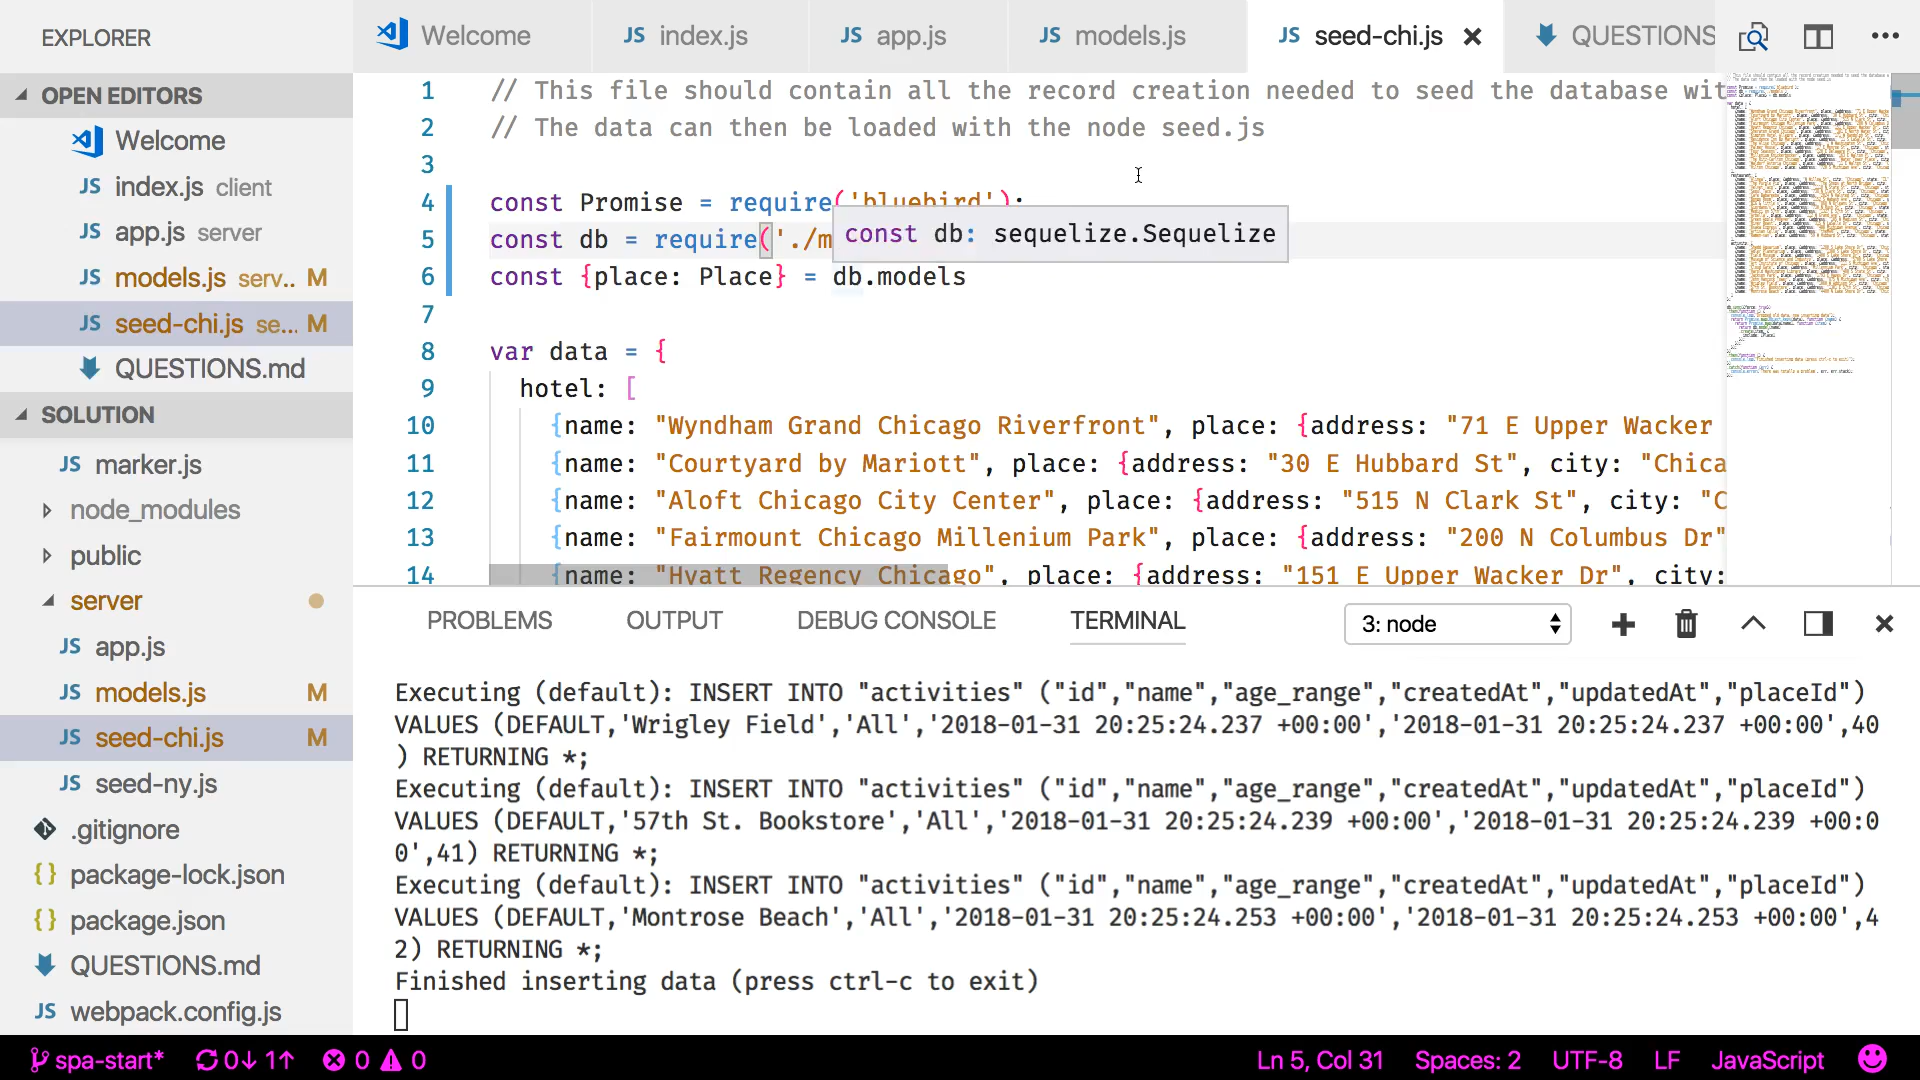 EXPLORER
OPEN EDITORS
Welcome
JS index.js client
JS app.js server
JS models.js serv.. M
JS seed-chi.js se... M
QUESTIONS.md
SOLUTION
JS marker.js
node_modules
public
server
JS app.js
JS models.js M
JS seed-chi.js M
JS seed-ny.js
.gitignore
{} package-lock.json
{} package.json
QUESTIONS.md
JS webpack.config.js
Welcome JS index.js JS app.js JS models.js JS seed-chi.js QUESTIONS
1 // This file should contain all the record creation needed to seed the database wit
2 // The data can then be loaded with the node seed.js
3
4 const Promise = require('bluebird');
5 const db = require('./m
const db: sequelize.Sequelize
6 const {place: Place} = db.models
7
8 var data = {
9 hotel: [
10 {name: "Wyndham Grand Chicago Riverfront", place: {address: "71 E Upper Wacker
11 {name: "Courtyard by Mariott", place: {address: "30 E Hubbard St", city: "Chica
12 {name: "Aloft Chicago City Center", place: {address: "515 N Clark St", city: "C
13 {name: "Fairmount Chicago Millenium Park", place: {address: "200 N Columbus Dr"
14 {name: "Hyatt Regency Chicago", place: {address: "151 E Upper Wacker Dr", city:
PROBLEMS OUTPUT DEBUG CONSOLE TERMINAL 3: node
Executing (default): INSERT INTO "activities" ("id","name","age_range","createdAt","updatedAt","placeId")
VALUES (DEFAULT,'Wrigley Field','All','2018-01-31 20:25:24.237 +00:00','2018-01-31 20:25:24.237 +00:00',40
) RETURNING *;
Executing (default): INSERT INTO "activities" ("id","name","age_range","createdAt","updatedAt","placeId")
VALUES (DEFAULT,'57th St. Bookstore','All','2018-01-31 20:25:24.239 +00:00','2018-01-31 20:25:24.239 +00:0
0',41) RETURNING *;
Executing (default): INSERT INTO "activities" ("id","name","age_range","createdAt","updatedAt","placeId")
VALUES (DEFAULT,'Montrose Beach','All','2018-01-31 20:25:24.253 +00:00','2018-01-31 20:25:24.253 +00:00',4
2) RETURNING *;
Finished inserting data (press ctrl-c to exit)
spa-start* 0↓ 1↑ 0 0 Ln 5, Col 31 Spaces: 2 UTF-8 LF JavaScript